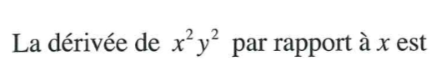 La dérivée de x²y² par rapport à x est